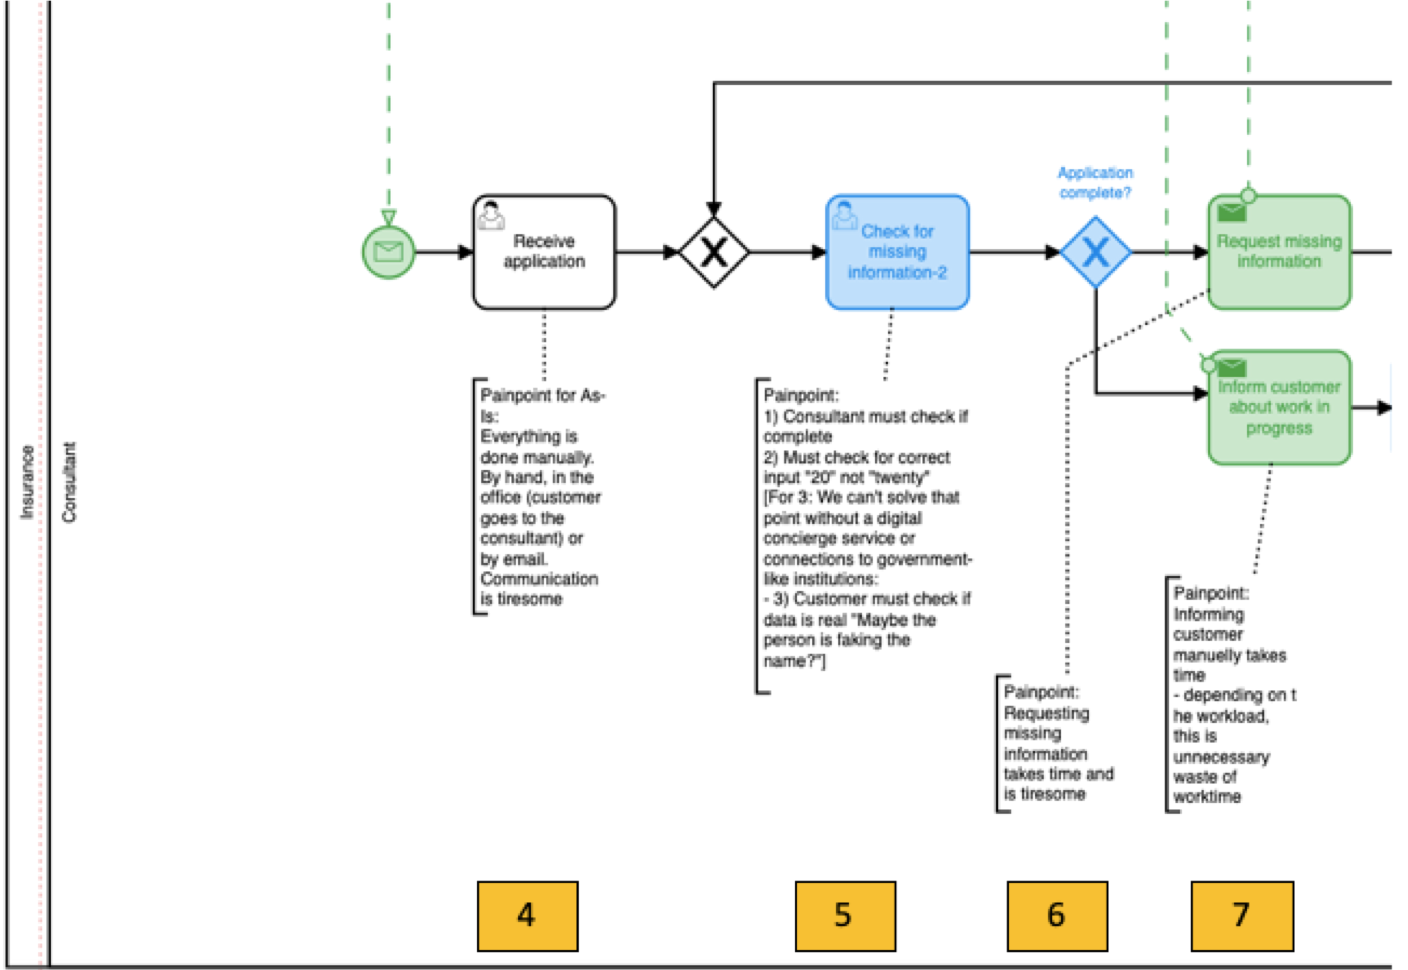 Insurance
Consultant
Receive
application
Painpoint for As-
Is:
Everything is
done manually.
By hand, in the
office (customer
goes to the
consultant) or
by email.
Communication
is tiresome
Check for
missing
information-2
Painpoint:
1) Consultant must check if
complete
2) Must check for correct
input "20" not "twenty"
[For 3: We can't solve that
point without a digital
concierge service or
connections to government-
like institutions:
- 3) Customer must check if
data is real "Maybe the
person is faking the
name?"]
Application
complete?
Request missing
information
Painpoint:
Requesting
missing
information
takes time and
is tiresome
Inform customer
about work in
progress
Painpoint:
Informing
customer
manuelly takes
time
- depending on t
he workload,
this is
unnecessary
waste of
worktime
4
5
6
7